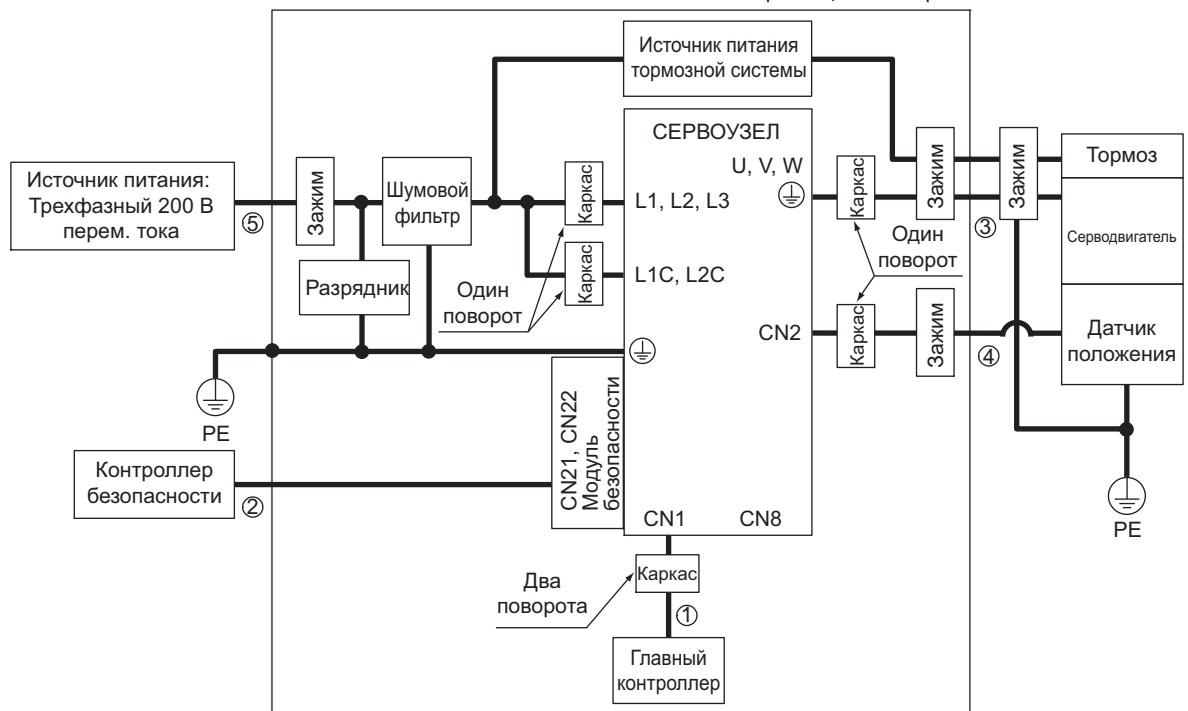 Источник питания
тормозной системы
СЕРВОУЗЕЛ
U, V, W
Источник питания:
Трехфазный 200 В
перем. тока
⑤
Зажим
Шумовой
фильтр
Каркас
L1, L2, L3
Каркас
Зажим
③
Зажим
Тормоз
Серводвигатель
Разрядник
Один
поворот
Каркас
L1C, L2C
Один
поворот
CN2
Каркас
Зажим
④
Датчик
положения
PE
CN21, CN22
Модуль
безопасности
Контроллер
безопасности
②
PE
CN1
CN8
Два
поворота
Каркас
①
Главный
контроллер